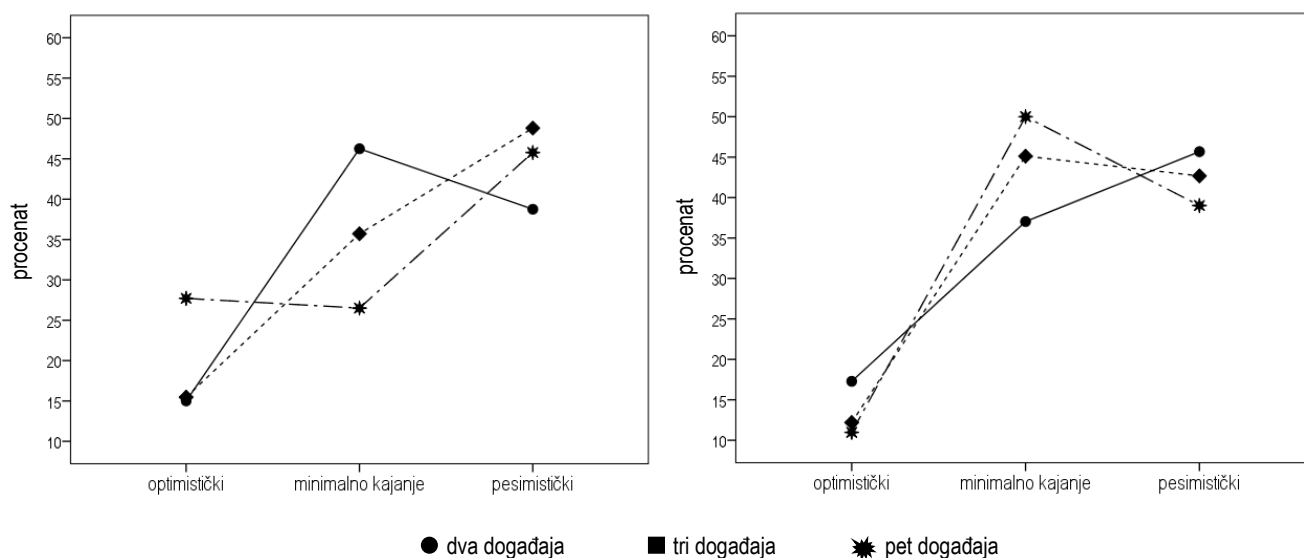 procenat
60
55
50
45
40
35
30
25
20
15
10
optimistički
minimalno kajanje
pesimistički
procenat
60
55
50
45
40
35
30
25
20
15
10
optimistički
minimalno kajanje
pesimistički
dva događaja
tri događaja
pet događaja